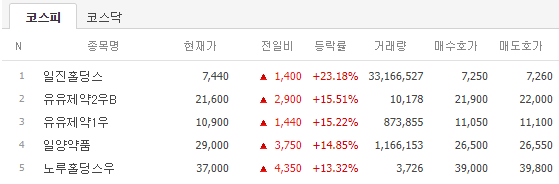 코스피 코스닥
N 종목명 현재가 전일비 등락률 거래량 매수호가 매도호가
1 일진홀딩스 7,440 ▲ 1,400 +23.18% 33,166,527 7,250 7,260
2 유유제약2우B 21,600 ▲ 2,900 +15.51% 10,178 21,900 22,000
3 유유제약1우 10,900 ▲ 1,440 +15.22% 873,855 11,050 11,100
4 일양약품 29,000 ▲ 3,750 +14.85% 1,166,153 26,500 26,550
5 노루홀딩스우 37,000 ▲ 4,350 +13.32% 3,726 39,000 39,800